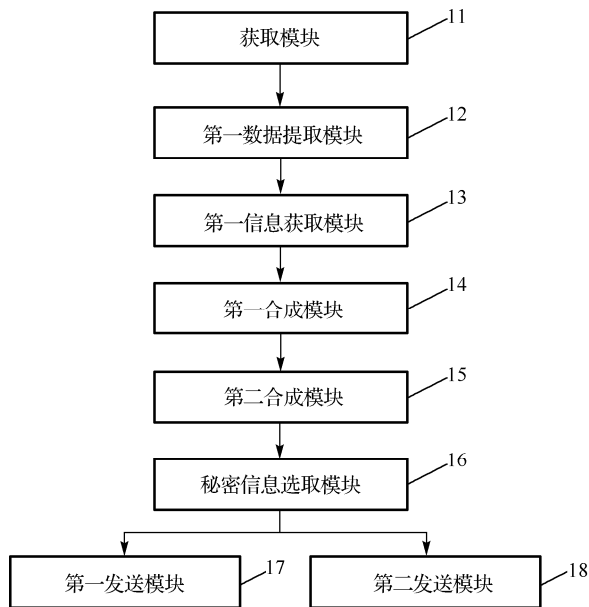 获取模块
11
第一数据提取模块
12
第一信息获取模块
13
第一合成模块
14
第二合成模块
15
秘密信息选取模块
16
第一发送模块
17
第二发送模块
18